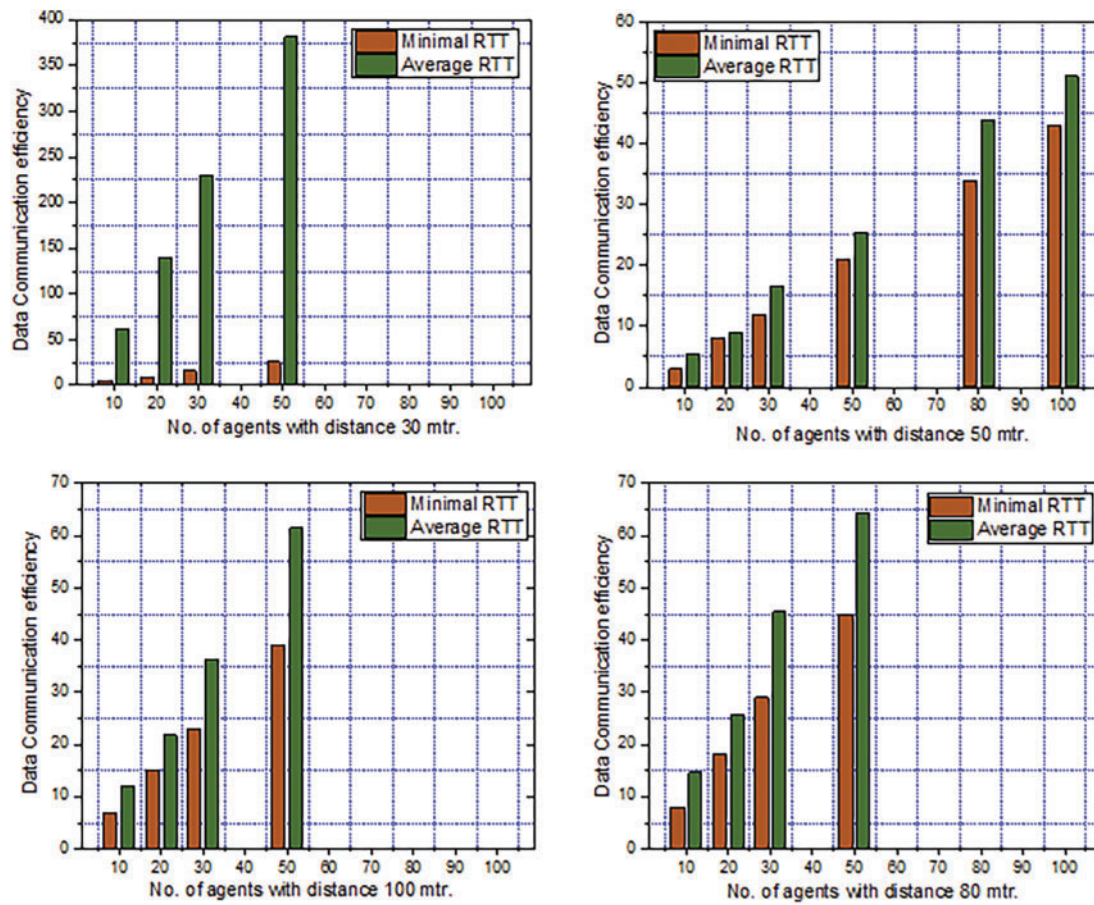 400
350
300
250
200
150
100
50
0
Data Communication efficiency
Minimal RTT
Average RTT
10 20 30 40 50 60 70 80 90 100
No. of agents with distance 30 mtr.
60
50
40
30
20
10
0
Data Communication efficiency
Minimal RTT
Average RTT
10 20 30 40 50 60 70 80 90 100
No. of agents with distance 50 mtr.
70
60
50
40
30
20
10
0
Data Communication efficiency
Minimal RTT
Average RTT
10 20 30 40 50 60 70 80 90 100
No. of agents with distance 100 mtr.
70
60
50
40
30
20
10
0
Data Communication efficiency
Minimal RTT
Average RTT
10 20 30 40 50 60 70 80 90 100
No. of agents with distance 80 mtr.